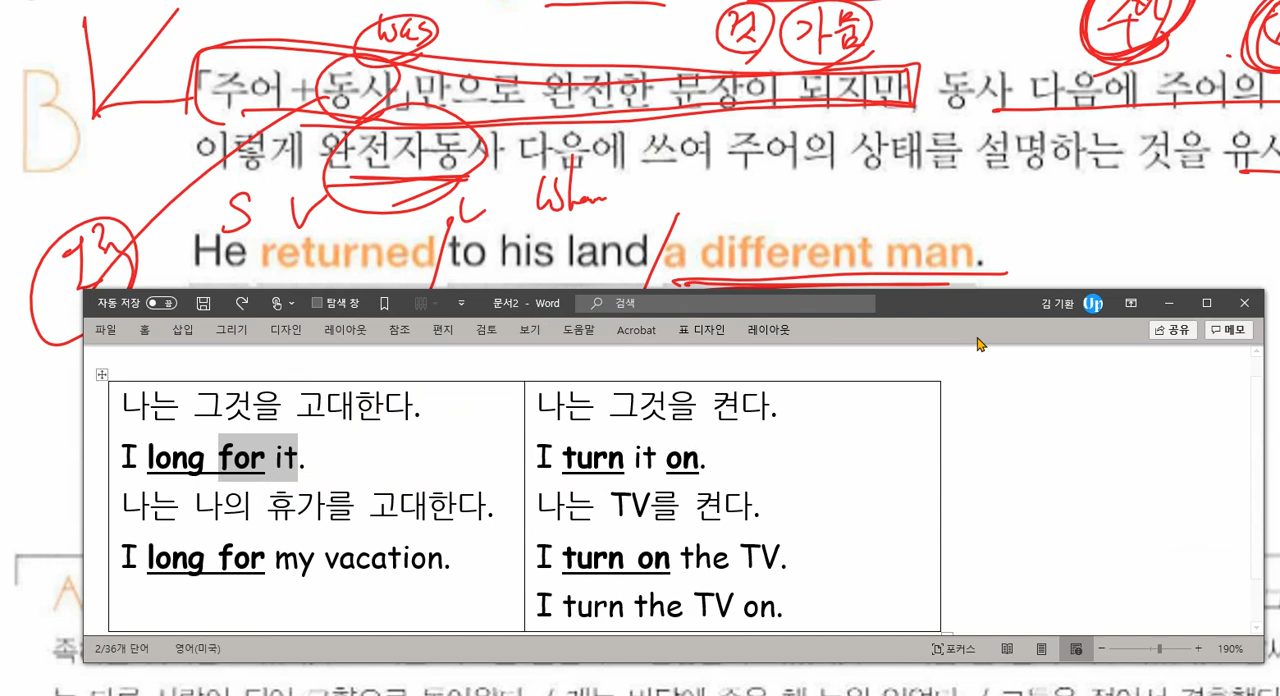 was
것 가음
B 「주어+동사」만으로 완전한 문장이 되지만, 동사 다음에 주어의
이렇게 완전자동사 다음에 쓰여 주어의 상태를 설명하는 것을 유사
S V When
He returned to his land a different man.
자동 저장 탐색 창 문서2 - Word 검색 김 기환
파일 홈 삽입 그리기 디자인 레이아웃 참조 편지 검토 보기 도움말 Acrobat 표 디자인 레이아웃 공유 메모
나는 그것을 고대한다.
I long for it.
나는 나의 휴가를 고대한다.
I long for my vacation.
나는 그것을 켠다.
I turn it on.
나는 TV를 켠다.
I turn on the TV.
I turn the TV on.
A
2/36개 단어 영어(미국) 포커스 190%